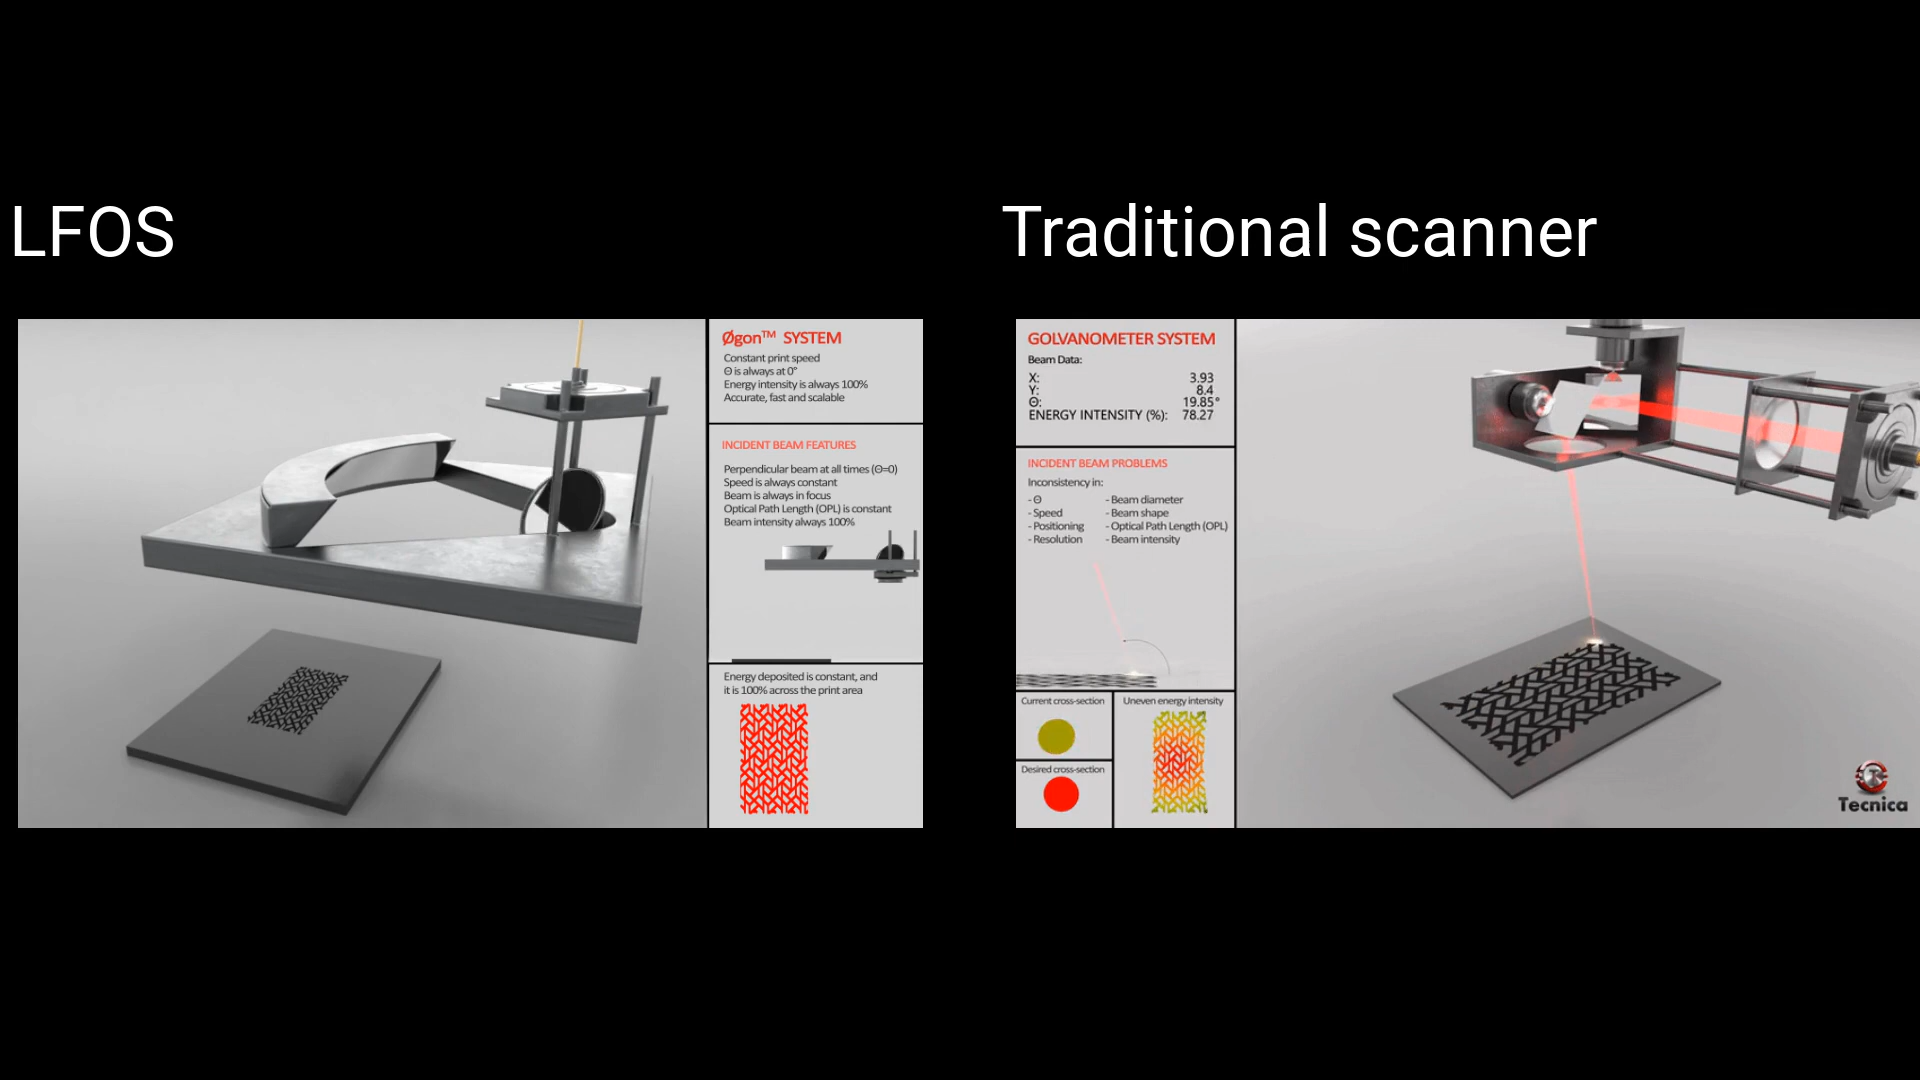 LFOS
Øgon™ SYSTEM
Constant print speed
Θ is always at 0°
Energy intensity is always 100%
Accurate, fast and scalable
INCIDENT BEAM FEATURES
Perpendicular beam at all times (Θ=0)
Speed is always constant
Beam is always in focus
Optical Path Length (OPL) is constant
Beam intensity always 100%
Energy deposited is constant, and
it is 100% across the print area
Traditional scanner
GOLVANOMETER SYSTEM
Beam Data:
X: 3.93
Y: 8.4
Θ: 19.85°
ENERGY INTENSITY (%): 78.27
INCIDENT BEAM PROBLEMS
Inconsistency in:
- Θ - Beam diameter
- Speed - Beam shape
- Positioning - Optical Path Length (OPL)
- Resolution - Beam intensity
Current cross-section
Desired cross-section
Uneven energy intensity
Tecnica